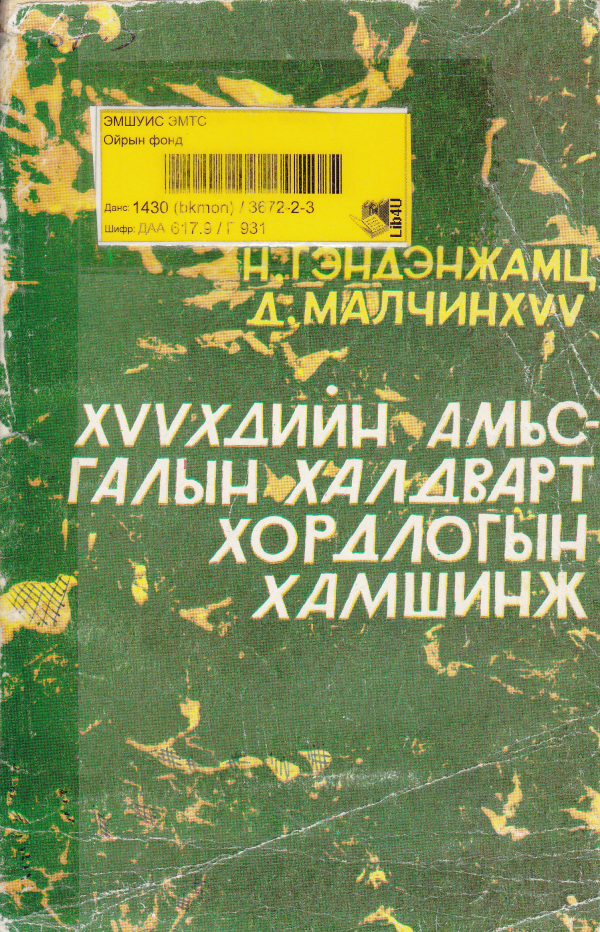 ЭМШУИС ЭМТС
Ойрын фонд
Данс: 1430 (bkmon) / 3672-2-3
Шифр: ДАА 617.9 / Г 931
Lib4U
Н. ГЭНДЭНЖАМЦ
Д. МАЛЧИНХҮҮ
ХҮҮХДИЙН АМЬС-
ГАЛЫН ХАЛДВАРТ
ХОРДЛОГЫН
ХАМШИНЖ